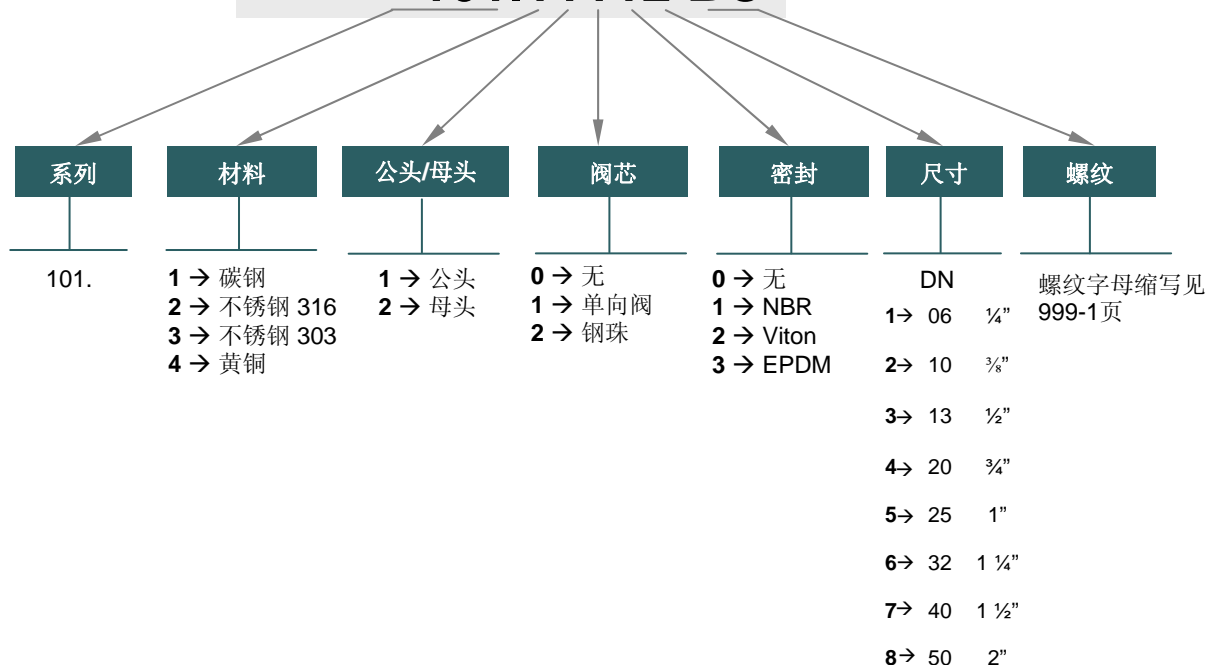 系列 材料 公头/母头 阀芯 密封 尺寸 螺纹
101.
1 → 碳钢
2 → 不锈钢 316
3 → 不锈钢 303
4 → 黄铜
1 → 公头
2 → 母头
0 → 无
1 → 单向阀
2 → 钢珠
0 → 无
1 → NBR
2 → Viton
3 → EPDM
DN
1→ 06 ¼”
2→ 10 ⅜”
3→ 13 ½”
4→ 20 ¾”
5→ 25 1”
6→ 32 1 ¼”
7→ 40 1 ½”
8→ 50 2”
螺纹字母缩写见
999-1页